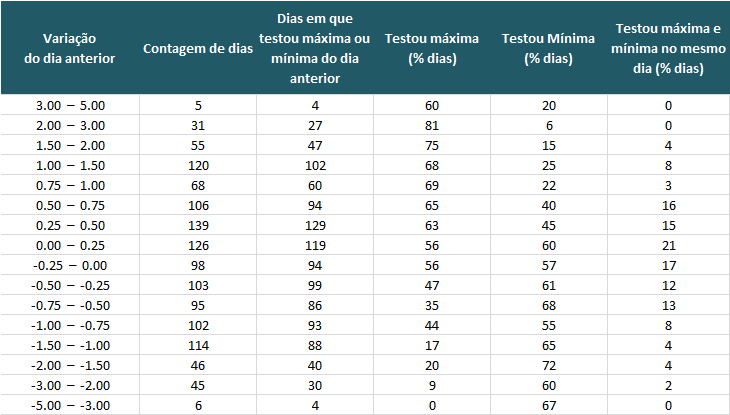 Variação do dia anterior | Contagem de dias | Dias em que testou máxima ou mínima do dia anterior | Testou máxima (% dias) | Testou Mínima (% dias) | Testou máxima e mínima no mesmo dia (% dias)
3.00 – 5.00 | 5 | 4 | 60 | 20 | 0
2.00 – 3.00 | 31 | 27 | 81 | 6 | 0
1.50 – 2.00 | 55 | 47 | 75 | 15 | 4
1.00 – 1.50 | 120 | 102 | 68 | 25 | 8
0.75 – 1.00 | 68 | 60 | 69 | 22 | 3
0.50 – 0.75 | 106 | 94 | 65 | 40 | 16
0.25 – 0.50 | 139 | 129 | 63 | 45 | 15
0.00 – 0.25 | 126 | 119 | 56 | 60 | 21
-0.25 – 0.00 | 98 | 94 | 56 | 57 | 17
-0.50 – -0.25 | 103 | 99 | 47 | 61 | 12
-0.75 – -0.50 | 95 | 86 | 35 | 68 | 13
-1.00 – -0.75 | 102 | 93 | 44 | 55 | 8
-1.50 – -1.00 | 114 | 88 | 17 | 65 | 4
-2.00 – -1.50 | 46 | 40 | 20 | 72 | 4
-3.00 – -2.00 | 45 | 30 | 9 | 60 | 2
-5.00 – -3.00 | 6 | 4 | 0 | 67 | 0